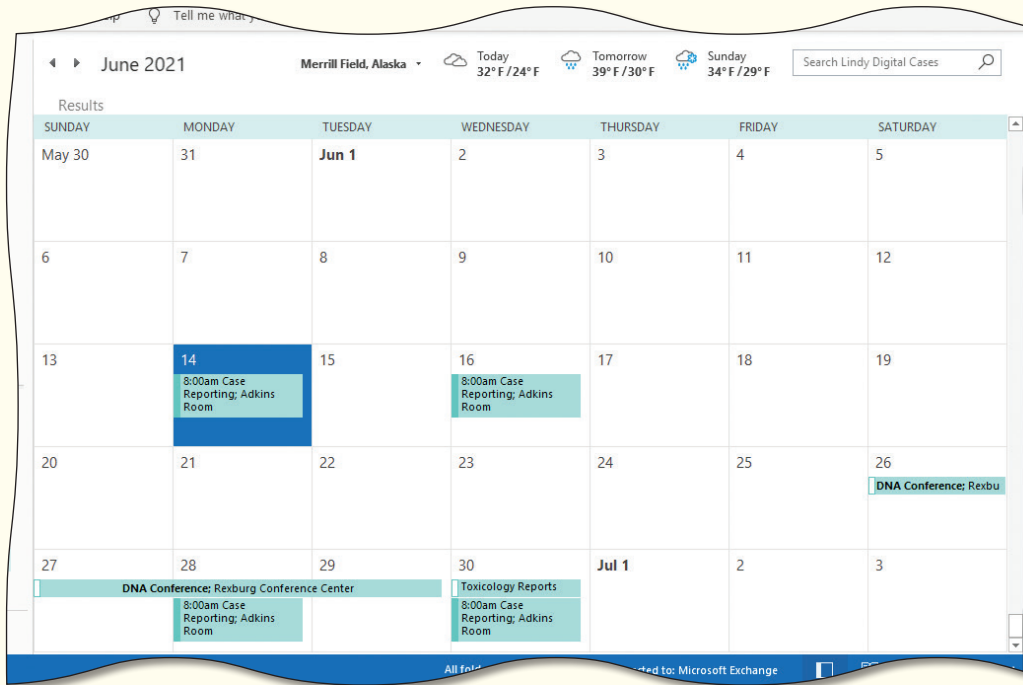 Tell me what
June 2021
Merrill Field, Alaska
Today
32° F / 24° F
Tomorrow
39° F / 30° F
Sunday
34° F / 29° F
Search Lindy Digital Cases
Results
SUNDAY MONDAY TUESDAY WEDNESDAY THURSDAY FRIDAY SATURDAY
May 30 31 Jun 1 2 3 4 5
6 7 8 9 10 11 12
13 14 15 16 17 18 19
8:00am Case
Reporting; Adkins
Room
8:00am Case
Reporting; Adkins
Room
20 21 22 23 24 25 26
DNA Conference; Rexbu
27 28 29 30 Jul 1 2 3
DNA Conference; Rexburg Conference Center
Toxicology Reports
8:00am Case
Reporting; Adkins
Room
8:00am Case
Reporting; Adkins
Room
All to: Microsoft Exchange